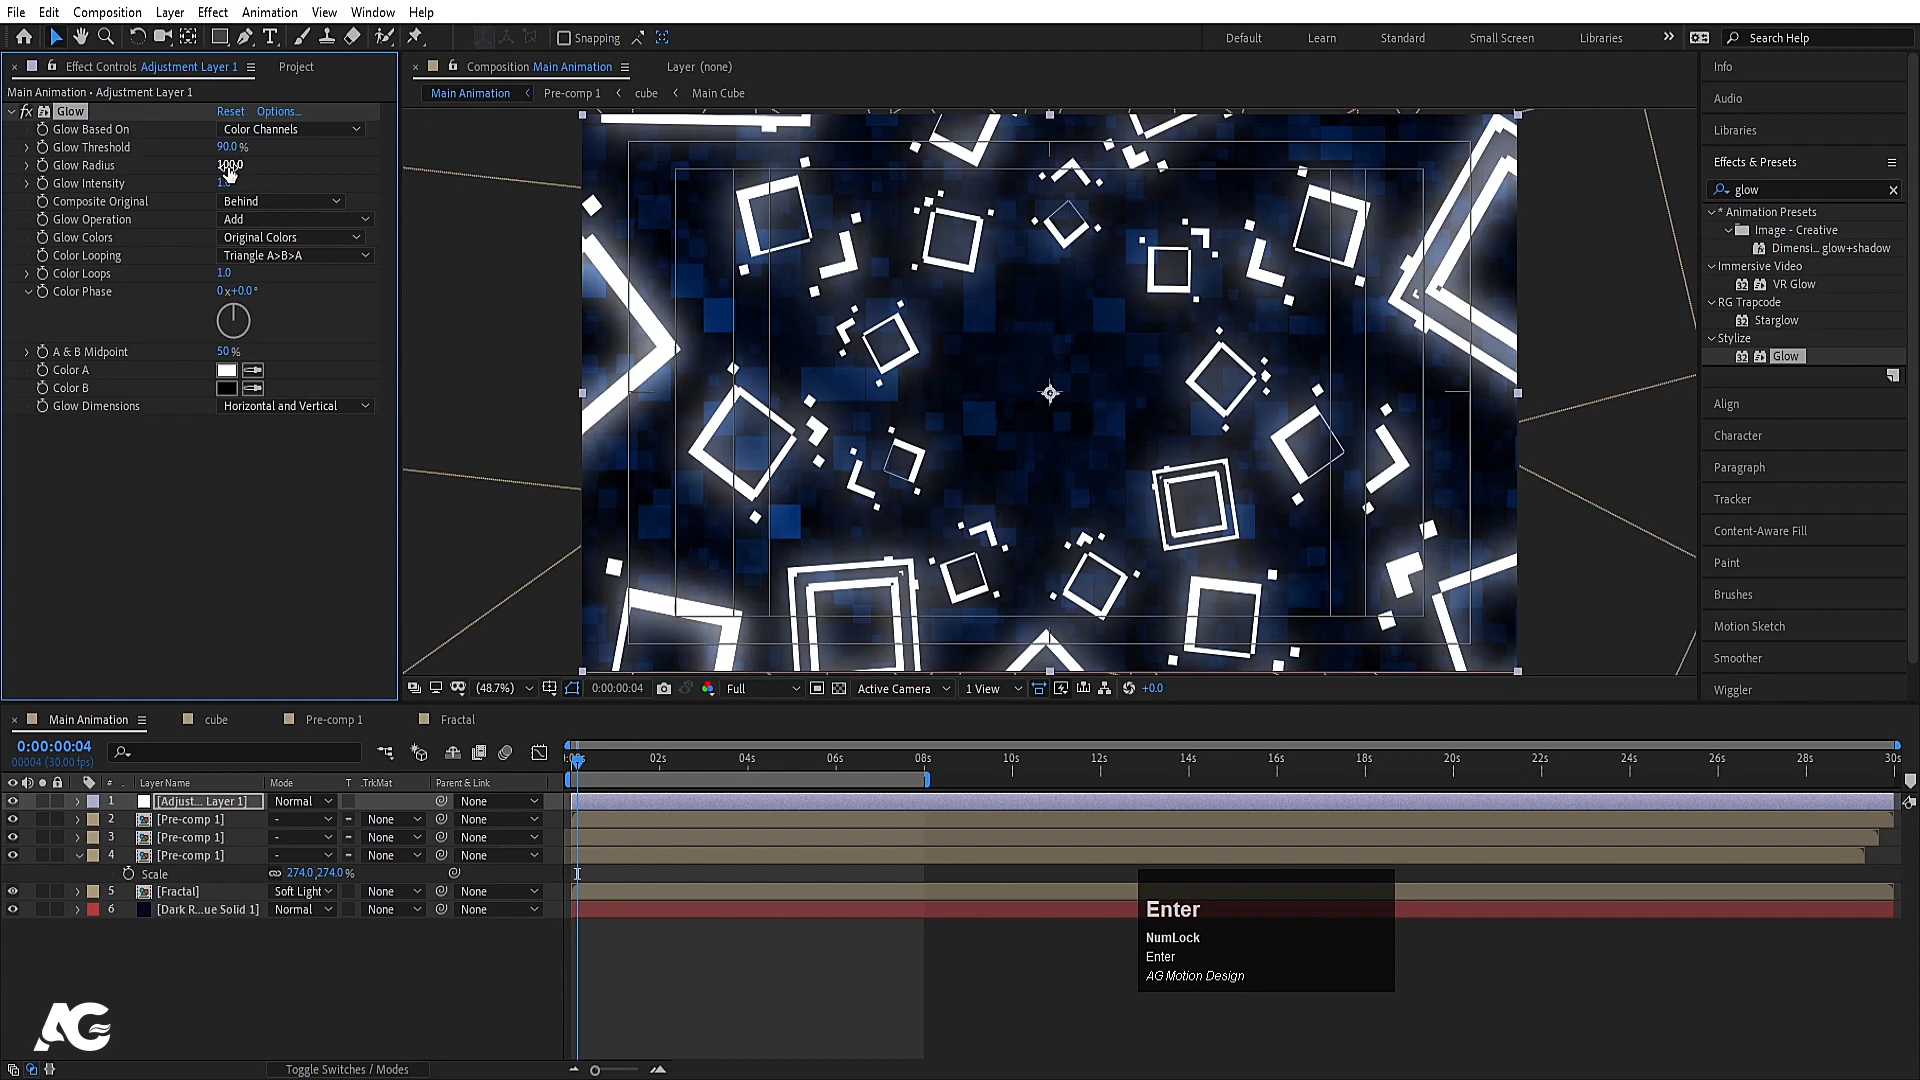 File Edit Composition Layer Effect Animation View Window Help
Snapping Default Learn Standard Small Screen Libraries Search Help
Effect Controls Adjustment Layer 1 Project
Main Animation • Adjustment Layer 1
fx Glow Reset Options...
Glow Based On Color Channels
Glow Threshold 90.0 %
Glow Radius 100.0
Glow Intensity
Composite Original Behind
Glow Operation Add
Glow Colors Original Colors
Color Looping Triangle A>B>A
Color Loops 1.0
Color Phase 0x+0.0°
A & B Midpoint 50 %
Color A
Color B
Glow Dimensions Horizontal and Vertical
Composition Main Animation Layer (none)
Main Animation Pre-comp 1 cube Main Cube
(48.7%) 0:00:00:04 Full Active Camera 1 View +0.0
Info
Audio
Libraries
Effects & Presets
glow
* Animation Presets
Image - Creative
Dimensi... glow+shadow
Immersive Video
VR Glow
RG Trapcode
Starglow
Stylize
Glow
Align
Character
Paragraph
Tracker
Content-Aware Fill
Paint
Brushes
Motion Sketch
Smoother
Wiggler
Main Animation cube Pre-comp 1 Fractal
0:00:00:04
00004 (30.00 fps)
02s 04s 06s 08s 10s 12s 14s 16s 18s 20s 22s 24s 26s 28s 30s
# Layer Name Mode T .TrkMat Parent & Link
1 [Adjust... Layer 1] Normal None
2 [Pre-comp 1] - None None
3 [Pre-comp 1] - None None
4 [Pre-comp 1] - None None
Scale 274.0,274.0%
5 [Fractal] Soft Light None None
6 [Dark R...ue Solid 1] Normal None None
Enter
NumLock
Enter
AG Motion Design
AG
Toggle Switches / Modes